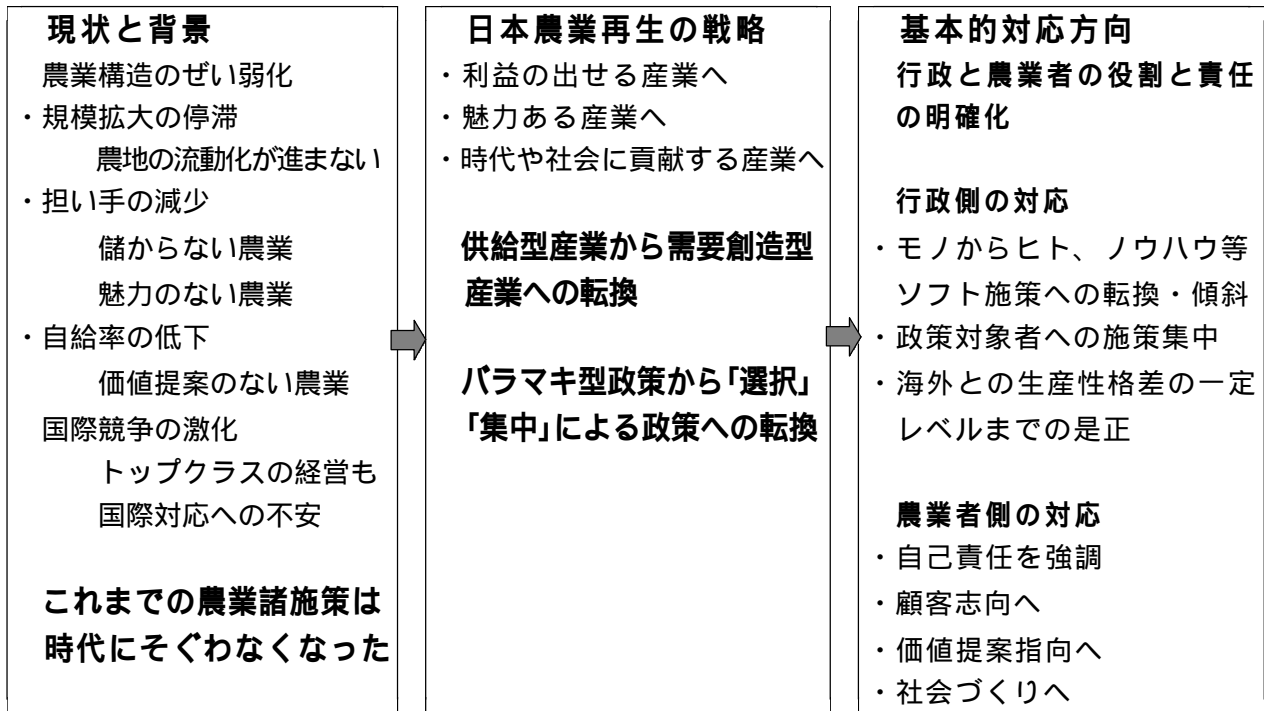 現状と背景
農業構造のぜい弱化
・規模拡大の停滞
農地の流動化が進まない
・担い手の減少
儲からない農業
魅力のない農業
・自給率の低下
価値提案のない農業
国際競争の激化
トップクラスの経営も
国際対応への不安
これまでの農業諸施策は
時代にそぐわなくなった
日本農業再生の戦略
・利益の出せる産業へ
・魅力ある産業へ
・時代や社会に貢献する産業へ
供給型産業から需要創造型
産業への転換
バラマキ型政策から「選択」
「集中」による政策への転換
基本的対応方向
行政と農業者の役割と責任
の明確化
行政側の対応
・モノからヒト、ノウハウ等
ソフト施策への転換・傾斜
・政策対象者への施策集中
・海外との生産性格差の一定
レベルまでの是正
農業者側の対応
・自己責任を強調
・顧客志向へ
・価値提案指向へ
・社会づくりへ